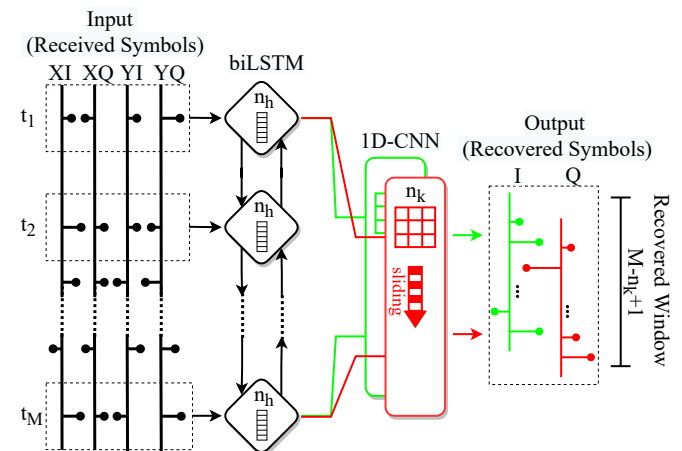 Input
(Received Symbols)
XI XQ YI YQ
biLSTM
t1
nh
1D-CNN
Output
(Recovered Symbols)
I Q
nk
t2
nh
sliding
Recovered Window
M-nk+1
tM
nh